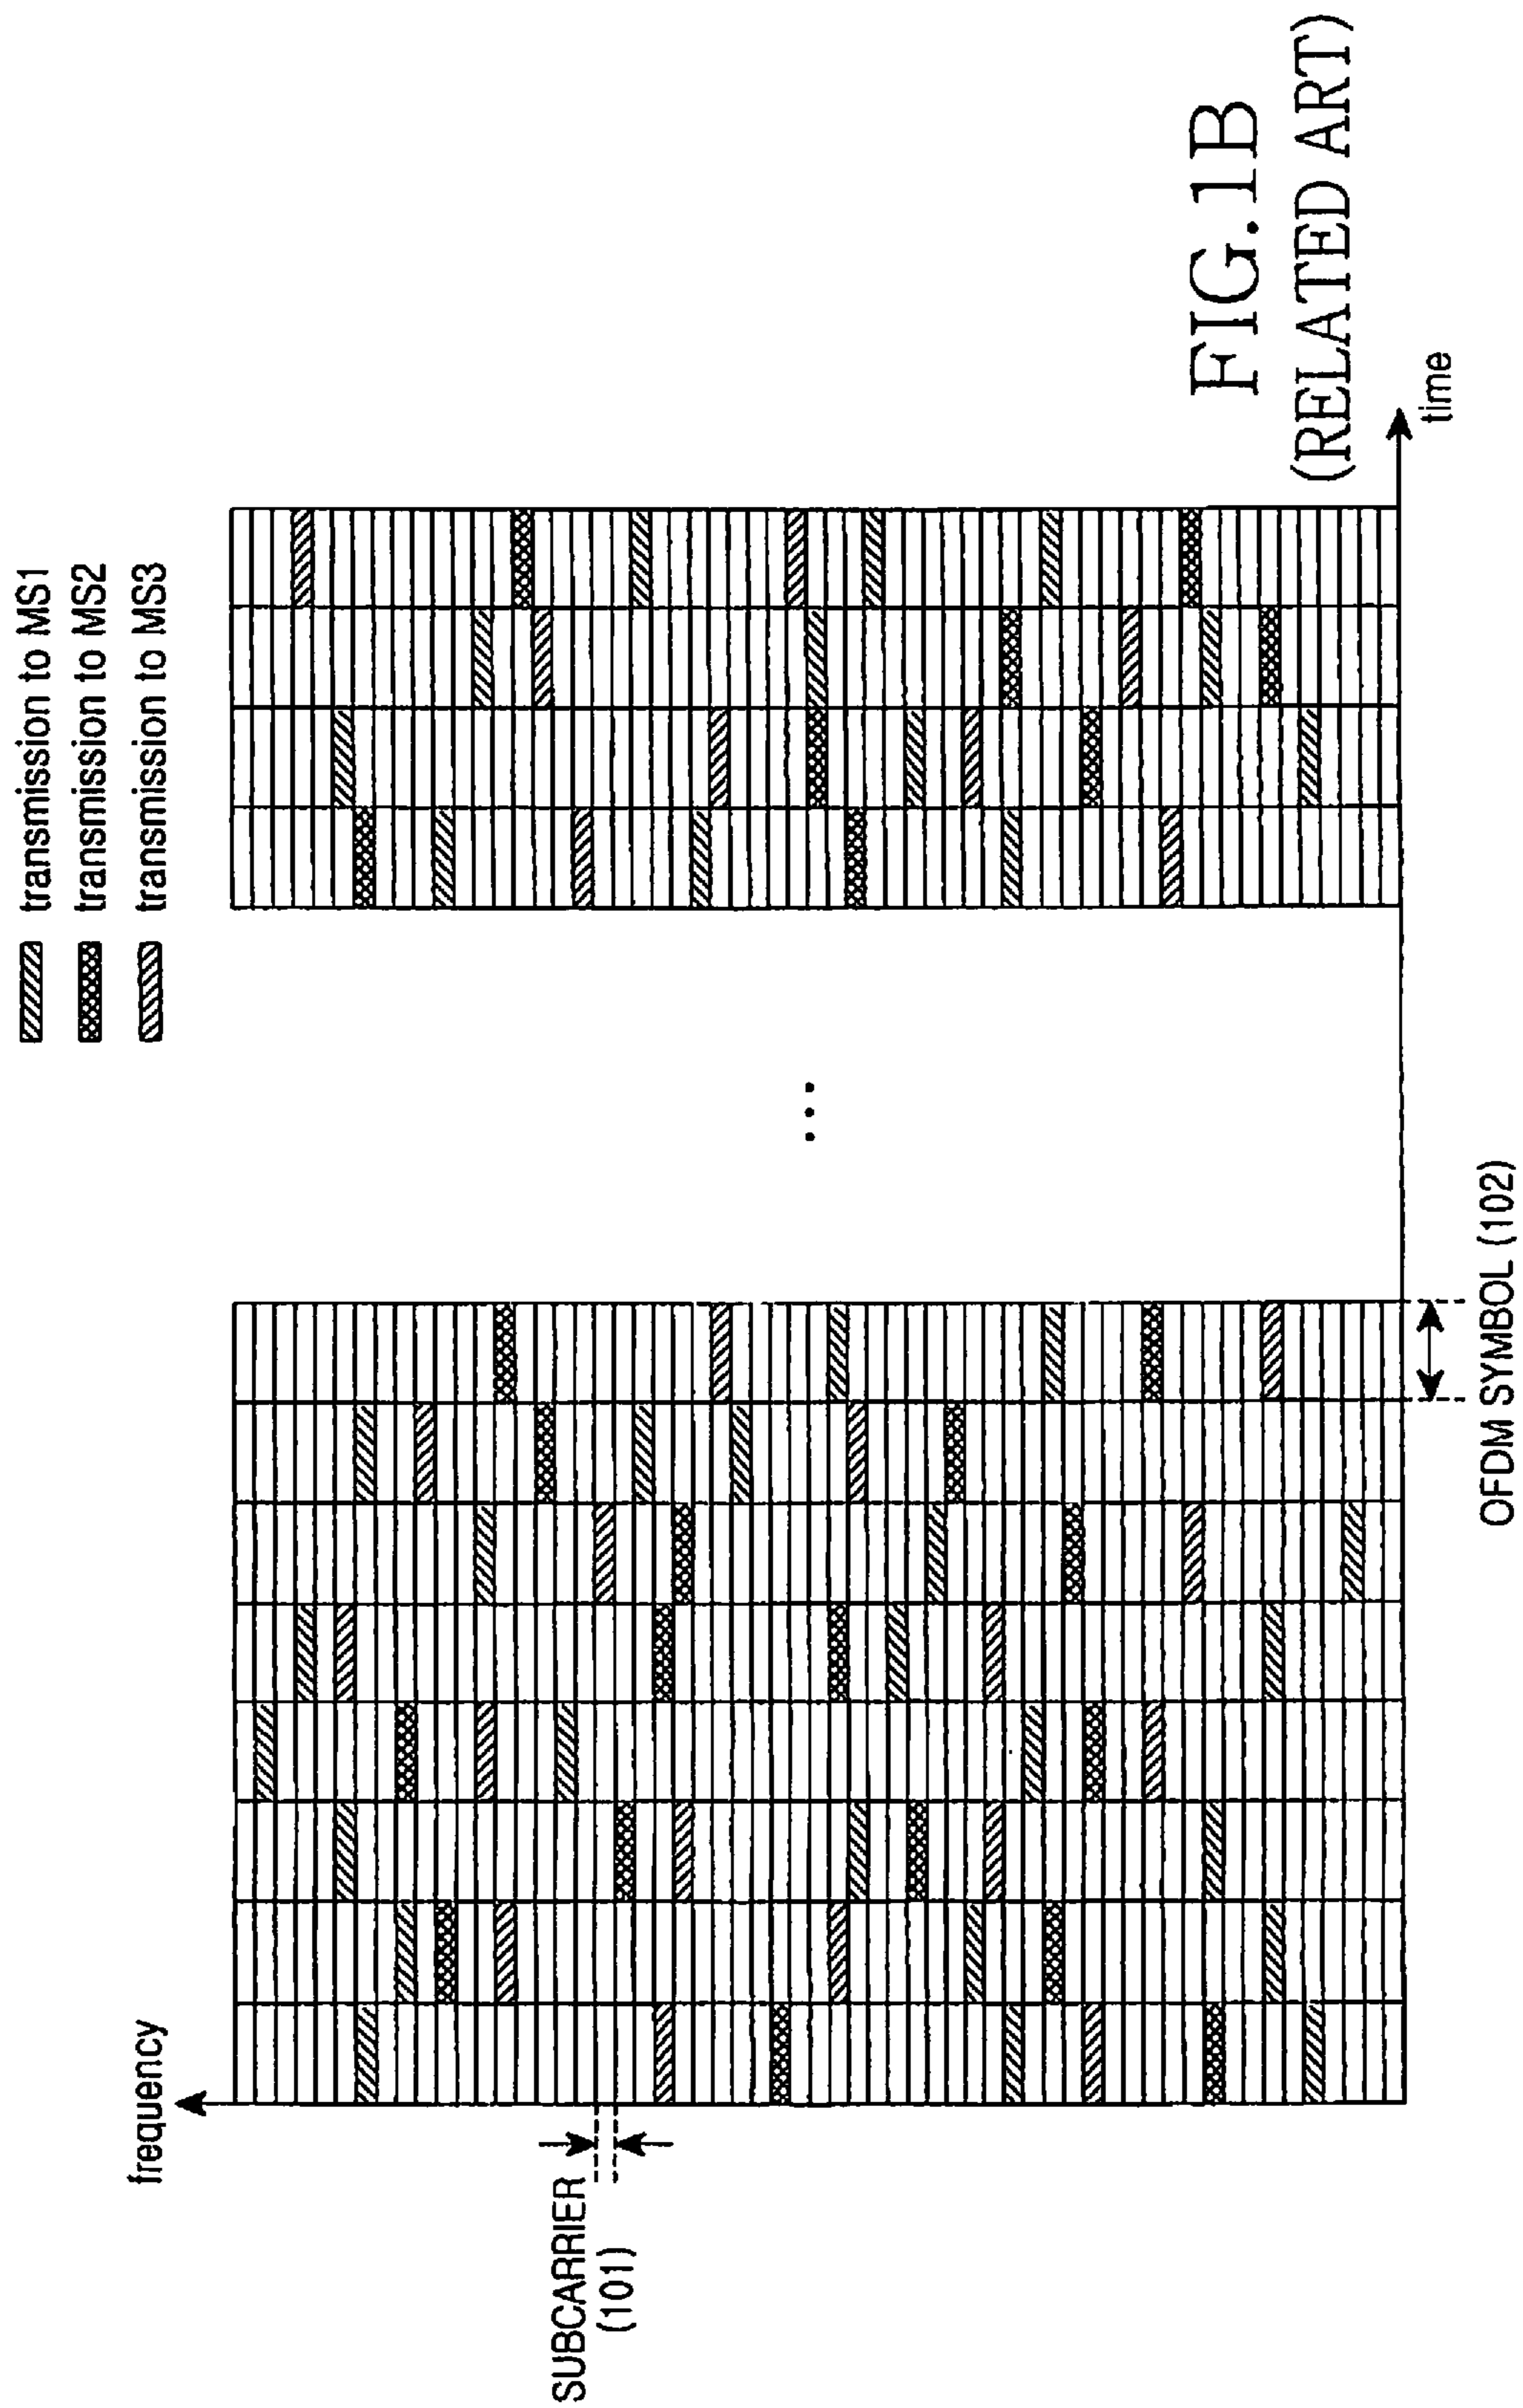 transmission to MS1
transmission to MS2
transmission to MS3
frequency
SUBCARRIER
(101)
...
OFDM SYMBOL (102)
time
FIG.1B
(RELATED ART)